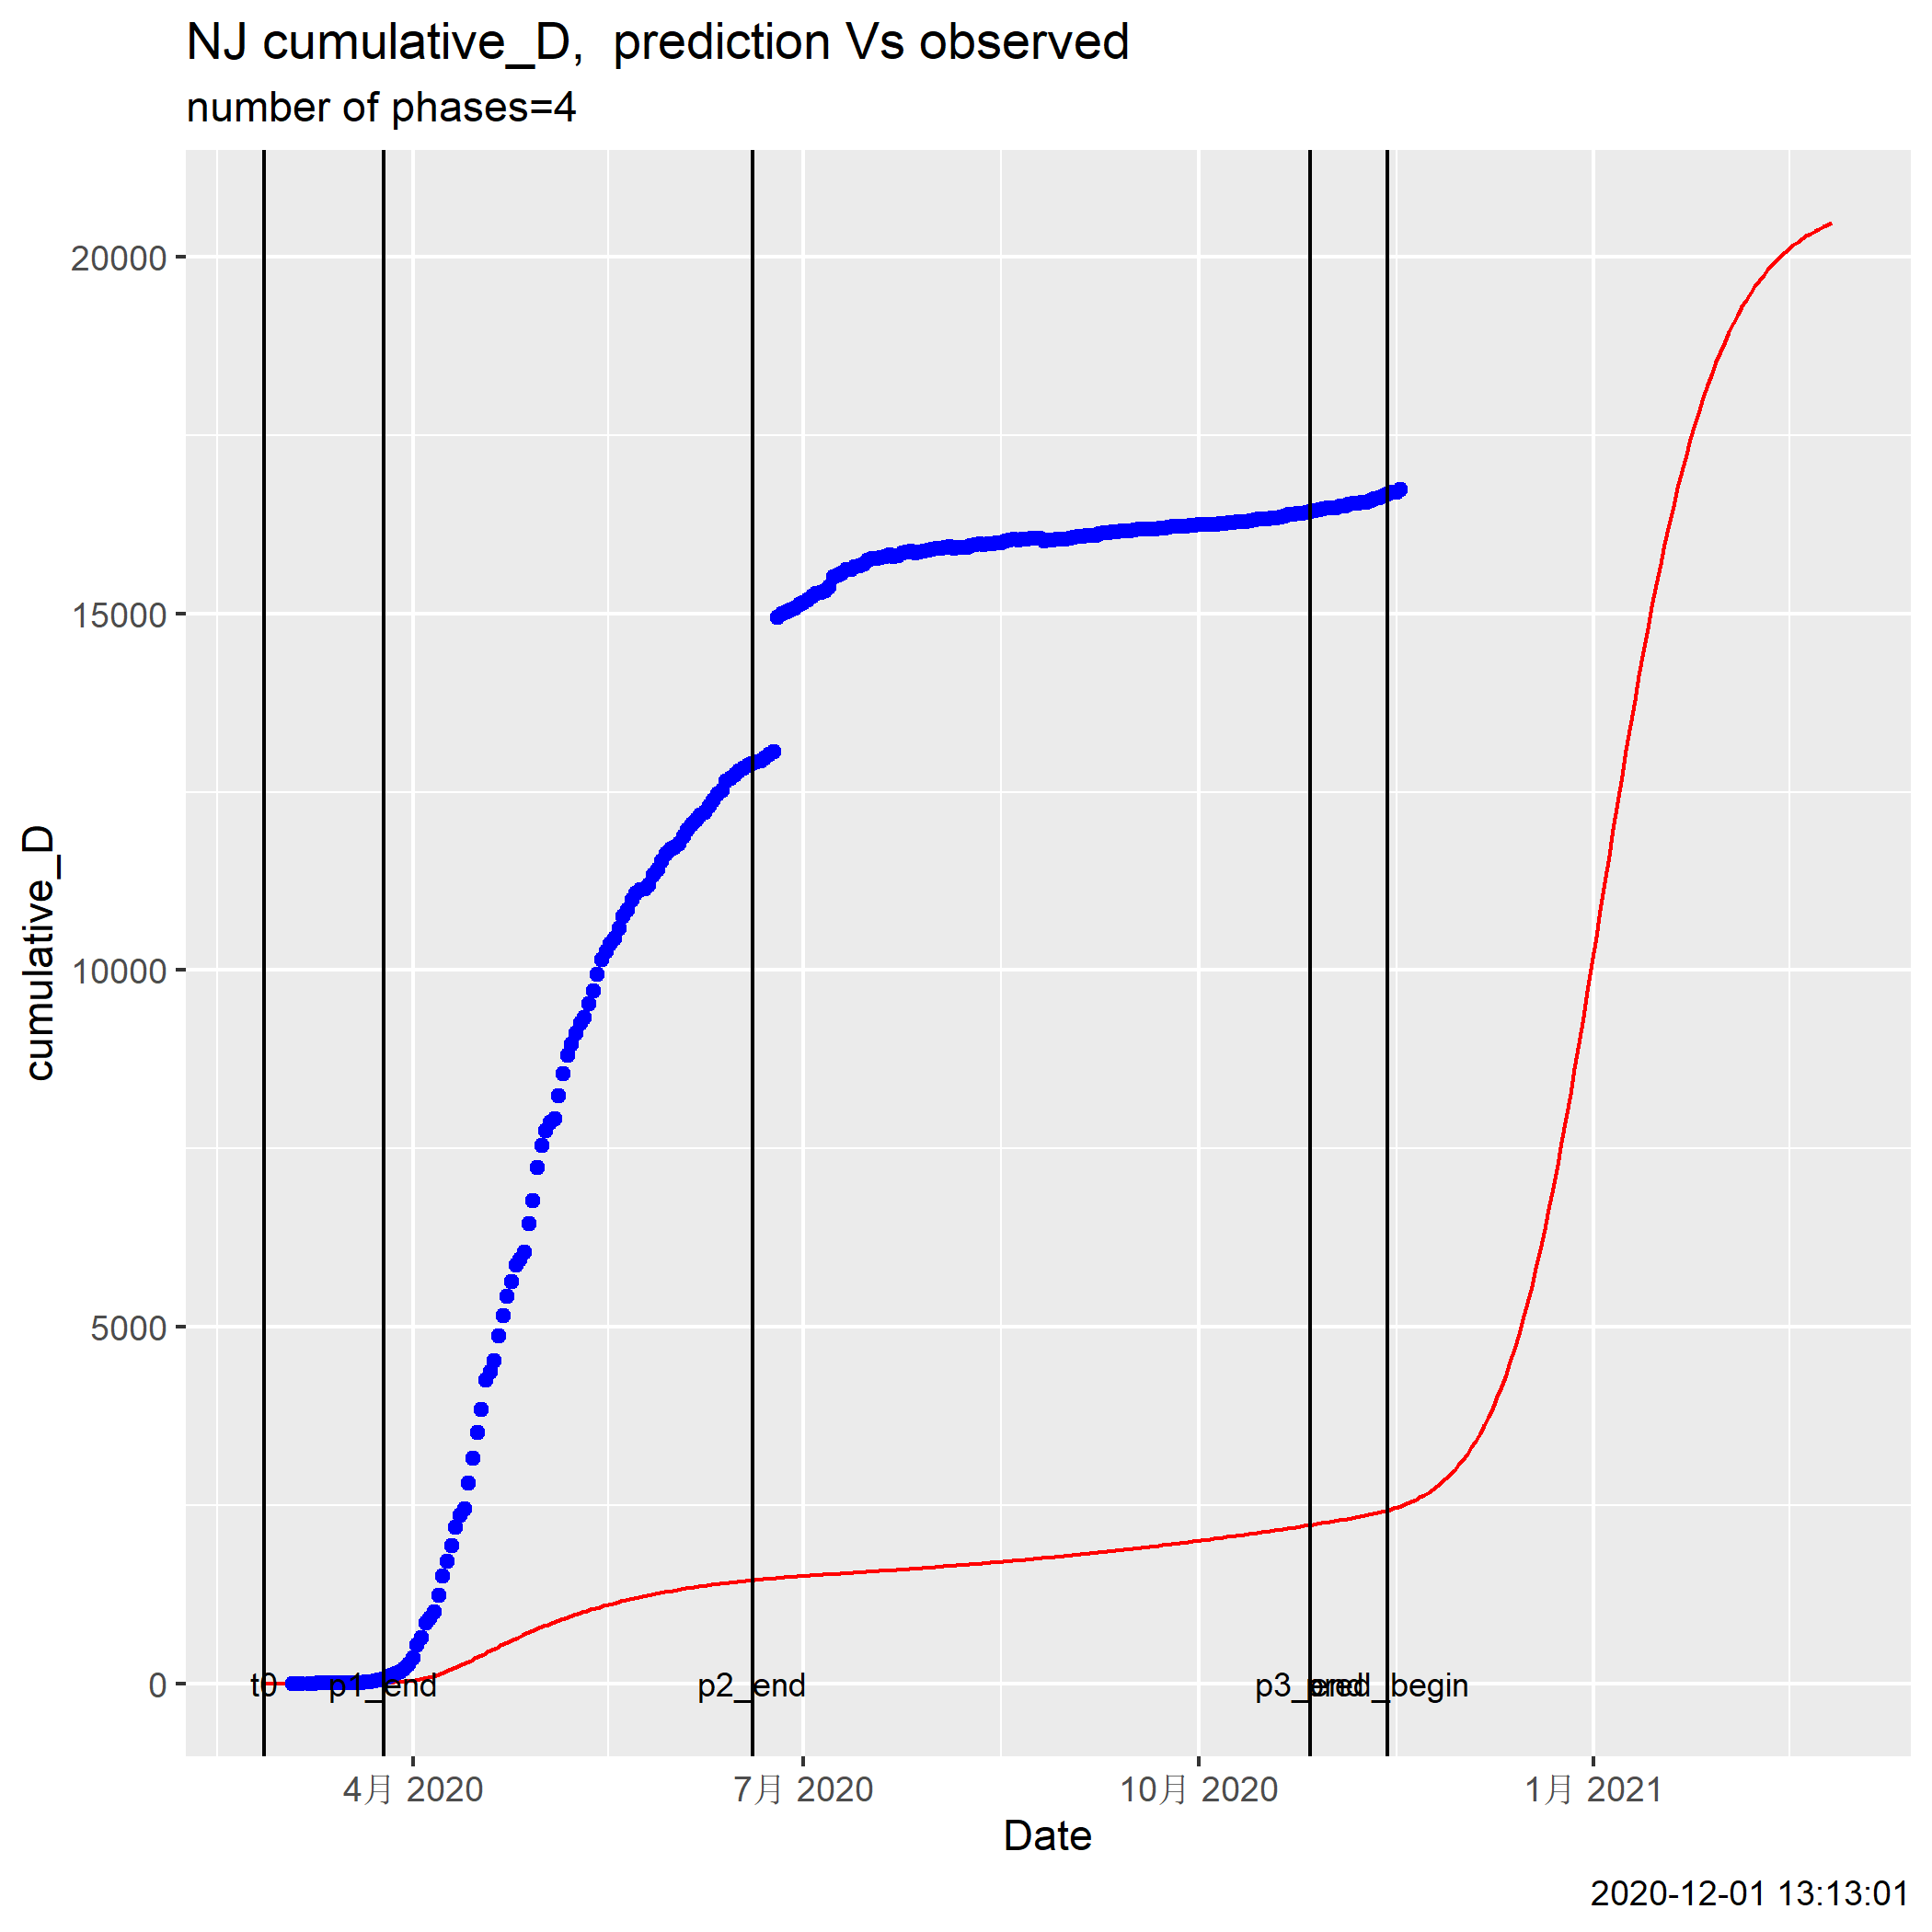 NJ cumulative_D,  prediction Vs observed
number of phases=4
cumulative_D
20000
15000
10000
5000
0
t0
p1_end
p2_end
p3_end
pred_begin
4月 2020
7月 2020
10月 2020
1月 2021
Date
2020-12-01 13:13:01